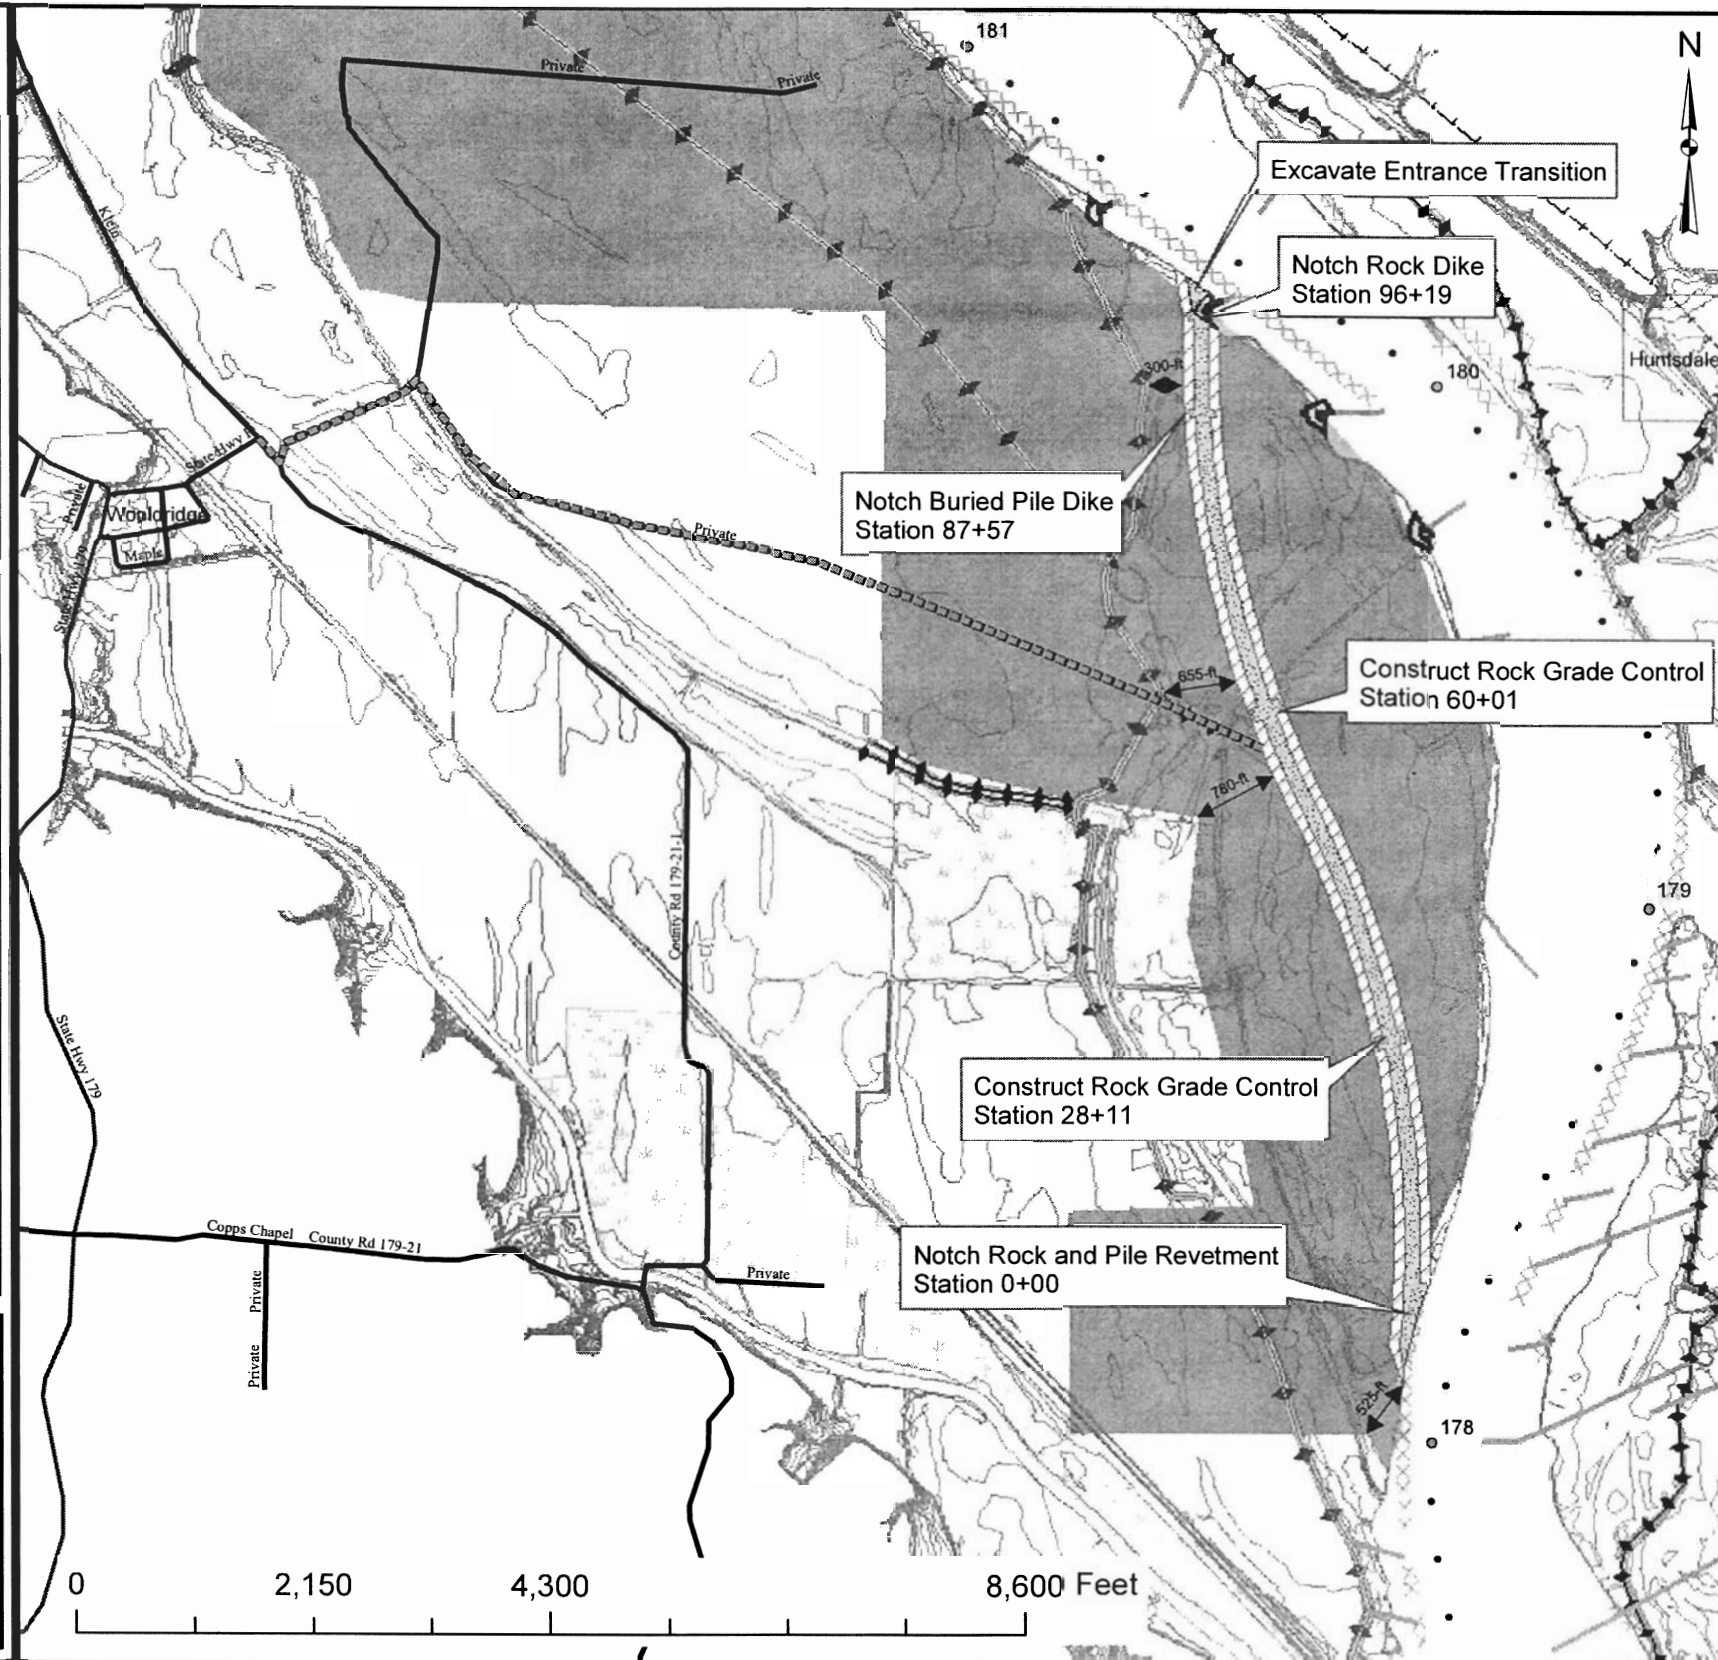 181
N
Private
Private
Excavate Entrance Transition
Klein
Notch Rock Dike
Station 96+19
Huntsdale
300-ft
180
State Hwy
Notch Buried Pile Dike
Station 87+57
Private
Wooldridge
Private
Maple
State Hwy 179
655-ft
Construct Rock Grade Control
Station 60+01
780-ft
County Rd 179-21-1
179
State Hwy 179
Construct Rock Grade Control
Station 28+11
Copps Chapel
County Rd 179-21
Notch Rock and Pile Revetment
Station 0+00
Private
Private
Private
525-ft
178
0
2,150
4,300
8,600 Feet